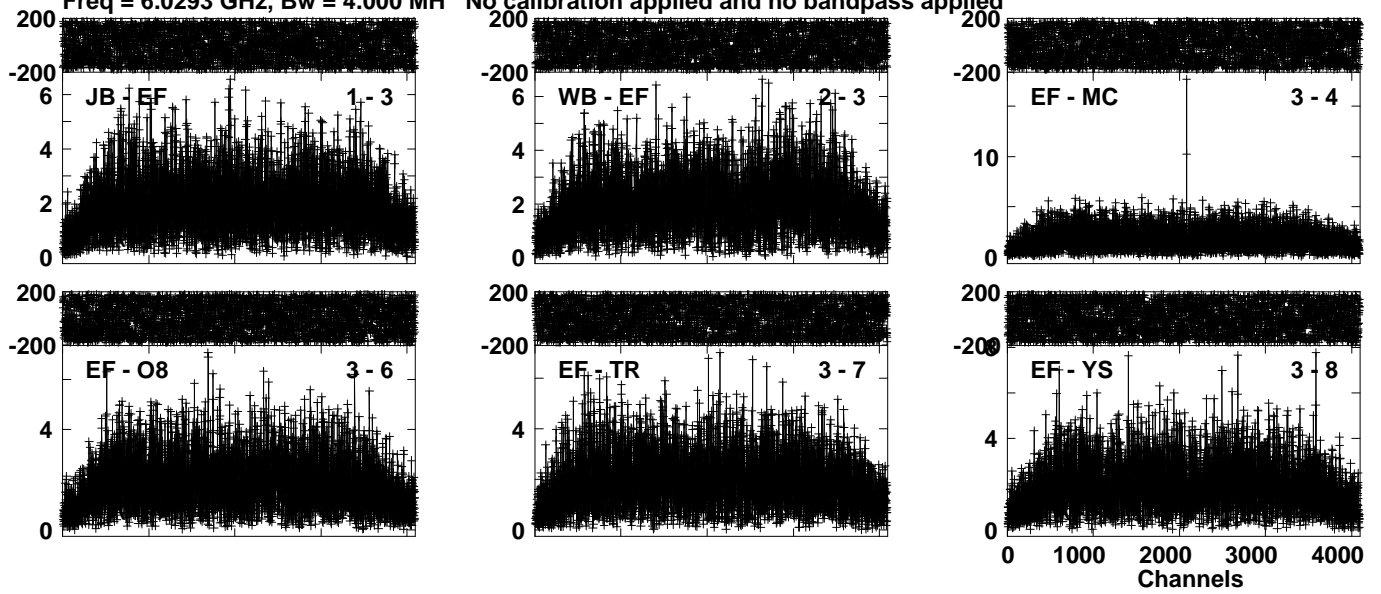 Freq = 6.0293 GHz, Bw = 4.000 MH No calibration applied and no bandpass applied
200 200 200
-200 -200 -200
JB - EF 1 - 3 WB - EF 2 - 3 EF - MC 3 - 4
6 6
4 4 10
2 2
0 0 0
200 200 200
-200 -200 -200 8
EF - O8 3 - 6 EF - TR 3 - 7 EF - YS 3 - 8
4 4 4
0 0 0
0 1000 2000 3000 4000
Channels